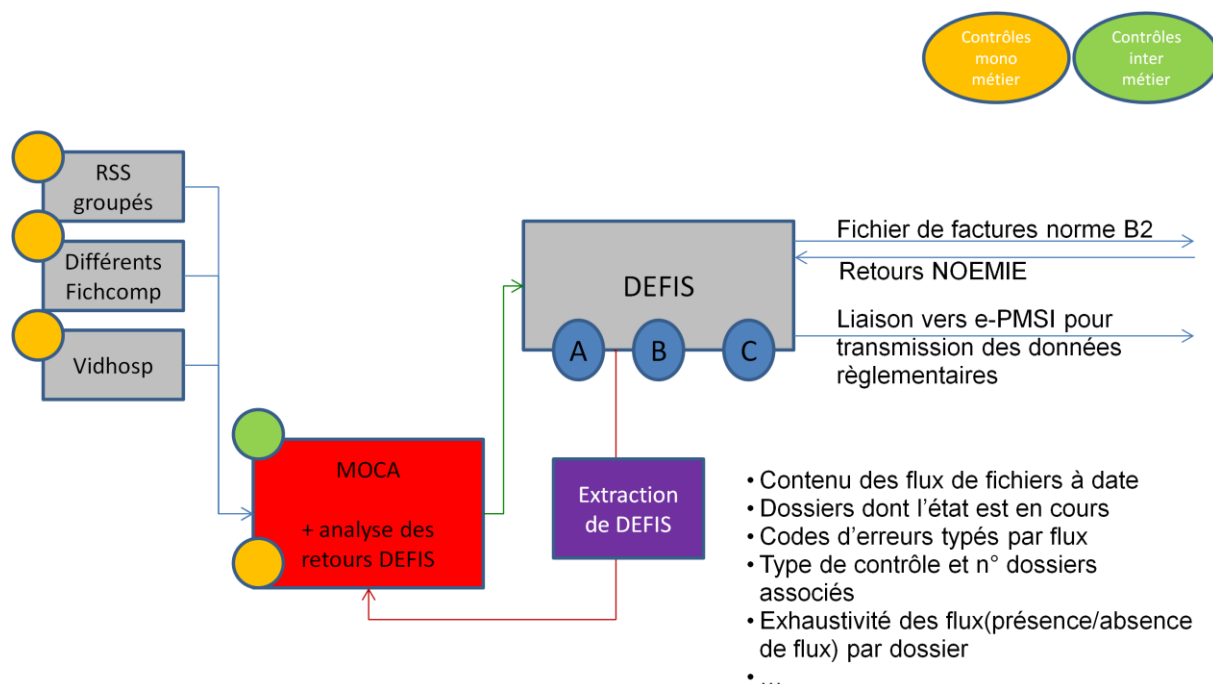 Contrôles
mono
métier
Contrôles
inter
métier
RSS
groupés
Différents
Fichcomp
Vidhosp
DEFIS
A
B
C
Fichier de factures norme B2
Retours NOEMIE
Liaison vers e-PMSI pour
transmission des données
règlementaires
MOCA
+ analyse des
retours DEFIS
Extraction
de DEFIS
• Contenu des flux de fichiers à date
• Dossiers dont l'état est en cours
• Codes d'erreurs typés par flux
• Type de contrôle et n° dossiers
associés
• Exhaustivité des flux(présence/absence
de flux) par dossier
• ...